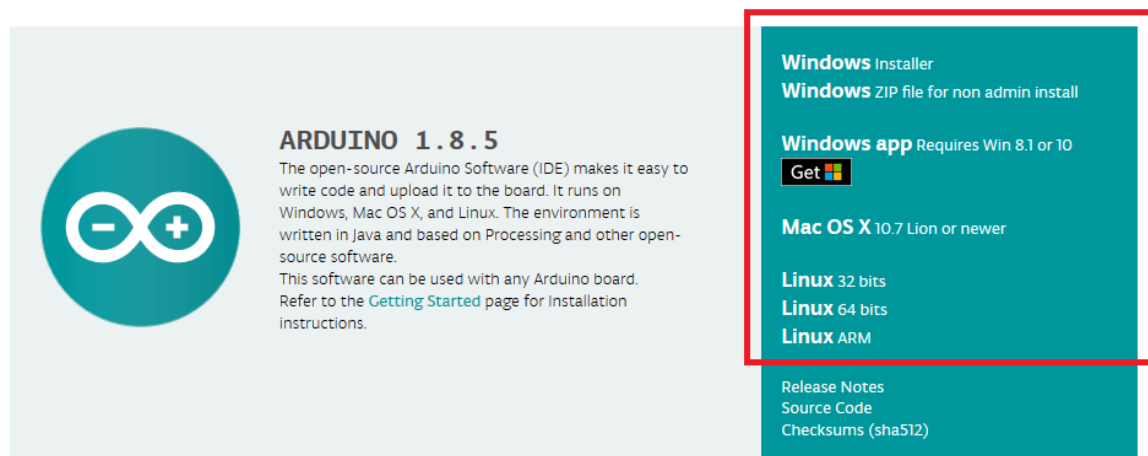 ARDUINO 1.8.5
The open-source Arduino Software (IDE) makes it easy to
write code and upload it to the board. It runs on
Windows, Mac OS X, and Linux. The environment is
written in Java and based on Processing and other open-
source software.
This software can be used with any Arduino board.
Refer to the Getting Started page for Installation
instructions.
Windows Installer
Windows ZIP file for non admin install
Windows app Requires Win 8.1 or 10
Get
Mac OS X 10.7 Lion or newer
Linux 32 bits
Linux 64 bits
Linux ARM
Release Notes
Source Code
Checksums (sha512)